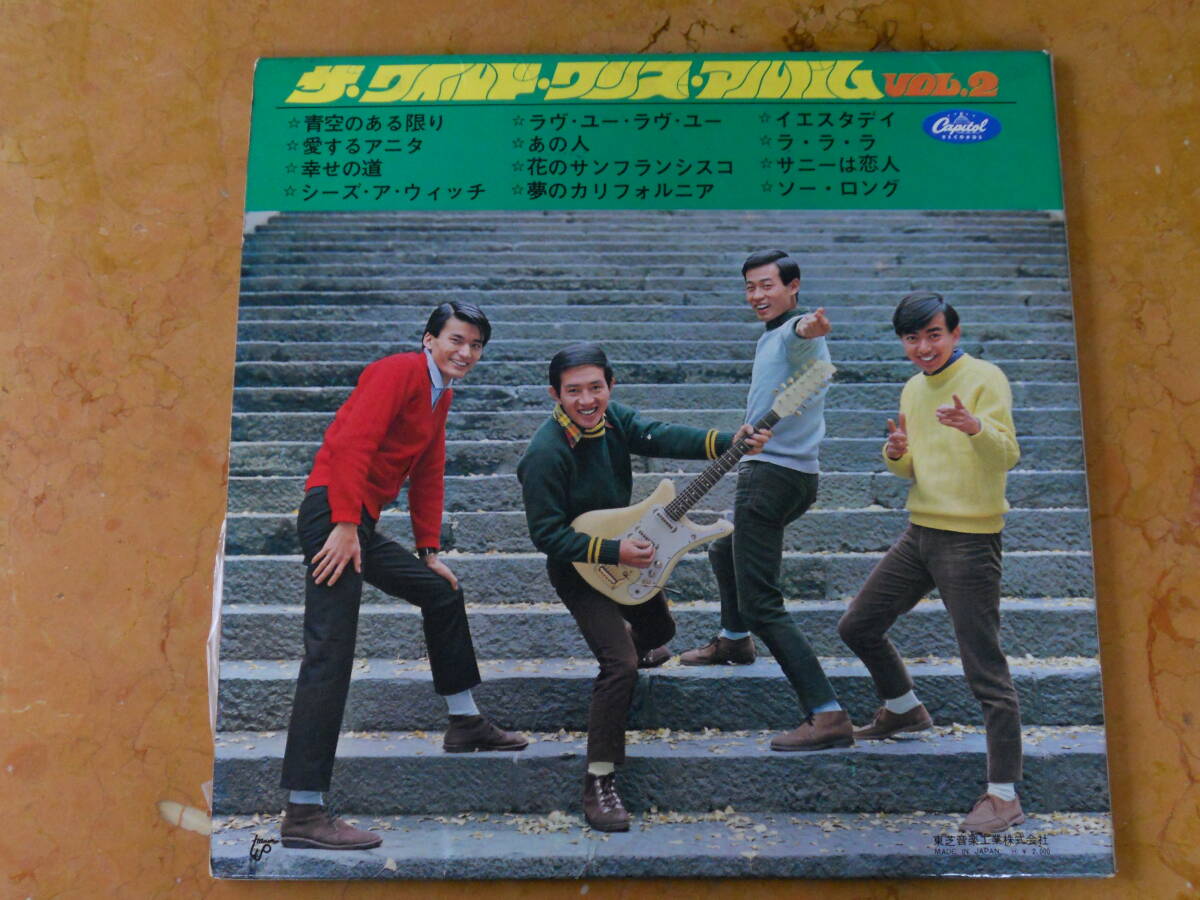 ザ・ワイルド・ワンズ・アルバム VOL.2
☆青空のある限り
☆愛するアニタ
☆幸せの道
☆シーズ・ア・ウィッチ
☆ラヴ・ユー・ラヴ・ユー
☆あの人
☆花のサンフランシスコ
☆夢のカリフォルニア
☆イエスタデイ
☆ラ・ラ・ラ
☆サニーは恋人
☆ソー・ロング
Capitol
RECORDS
東芝音楽工業株式会社
MADE IN JAPAN